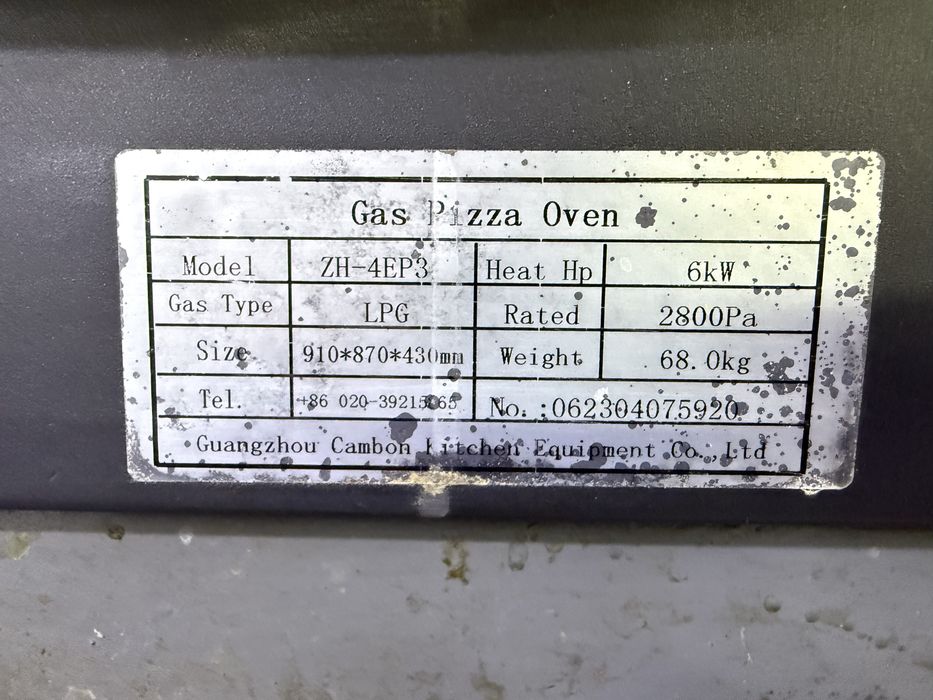 Gas Pizza Oven
Model ZH-4EP3 Heat Hp 6kW
Gas Type LPG Rated 2800Pa
Size 910*870*430mm Weight 68.0kg
Tel. +86 No.:062304075920
Guangzhou Cambon Kitchen Equipment Co.,Ltd